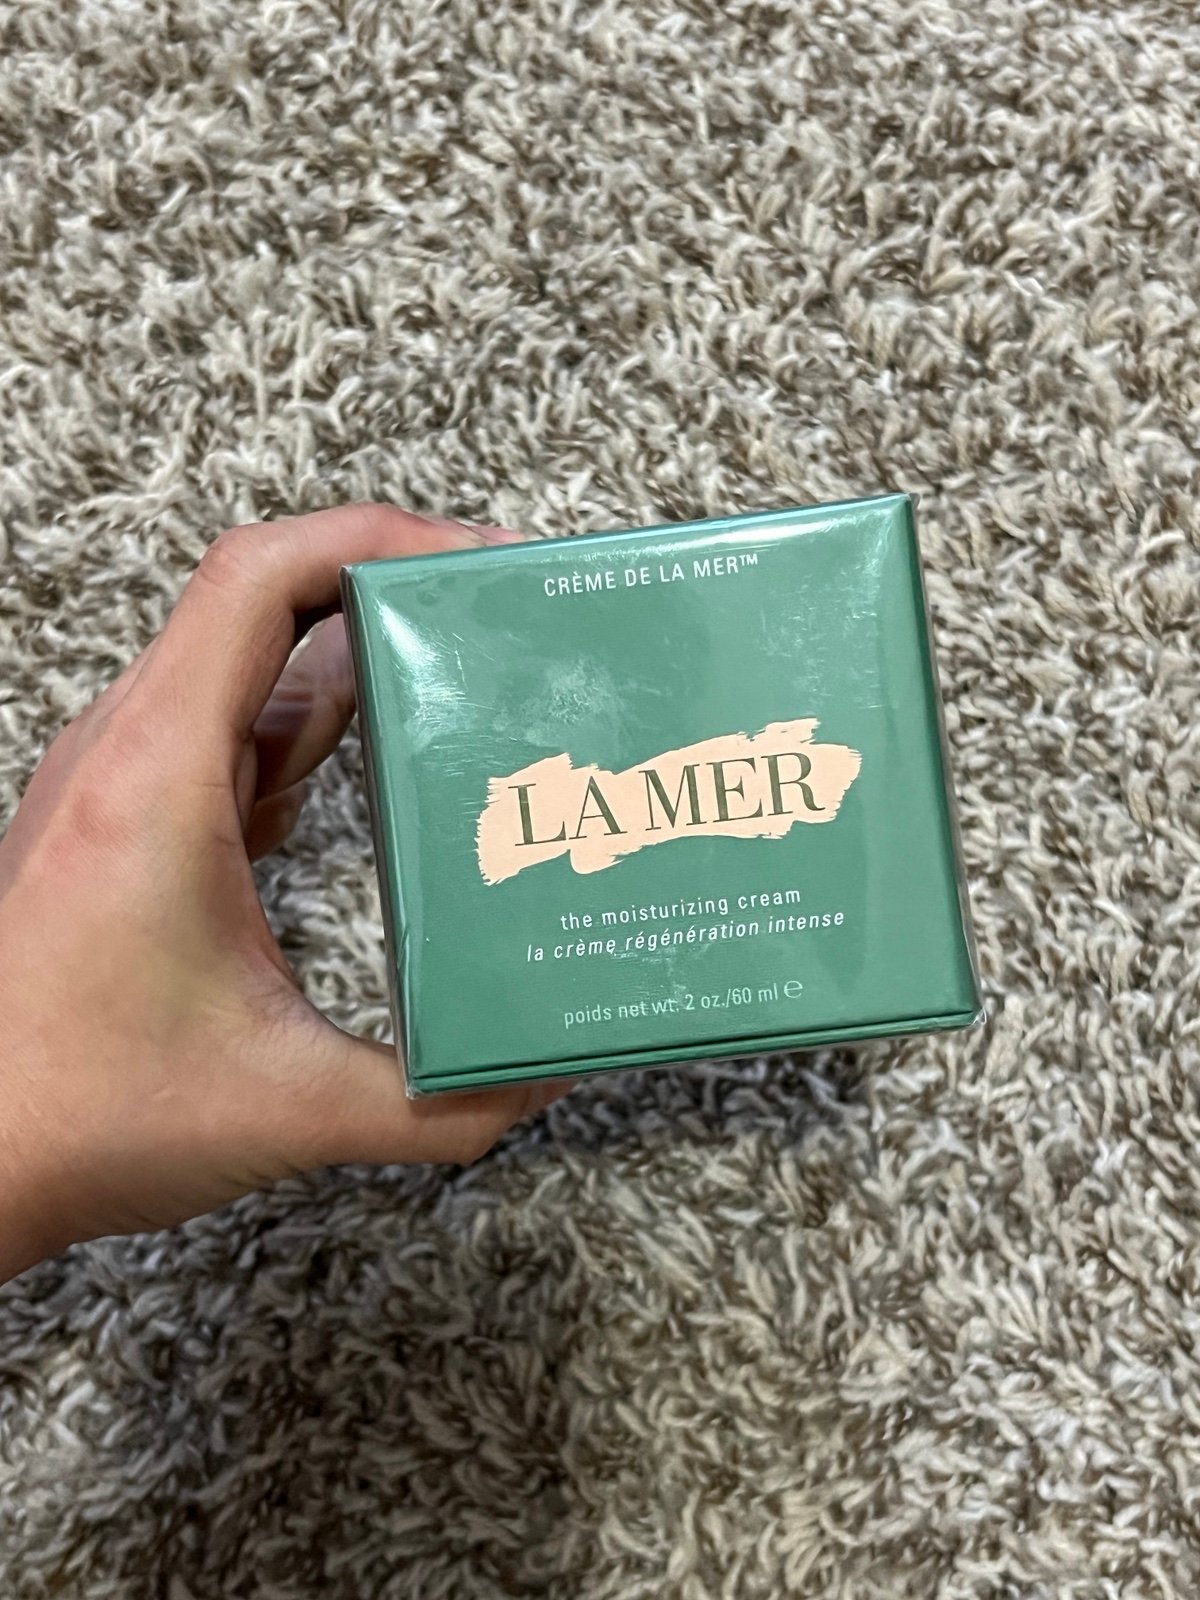 CRÈME DE LA MER™
LA MER
the moisturizing cream
la crème régénération intense
poids net wt. 2 oz./60 ml ℮